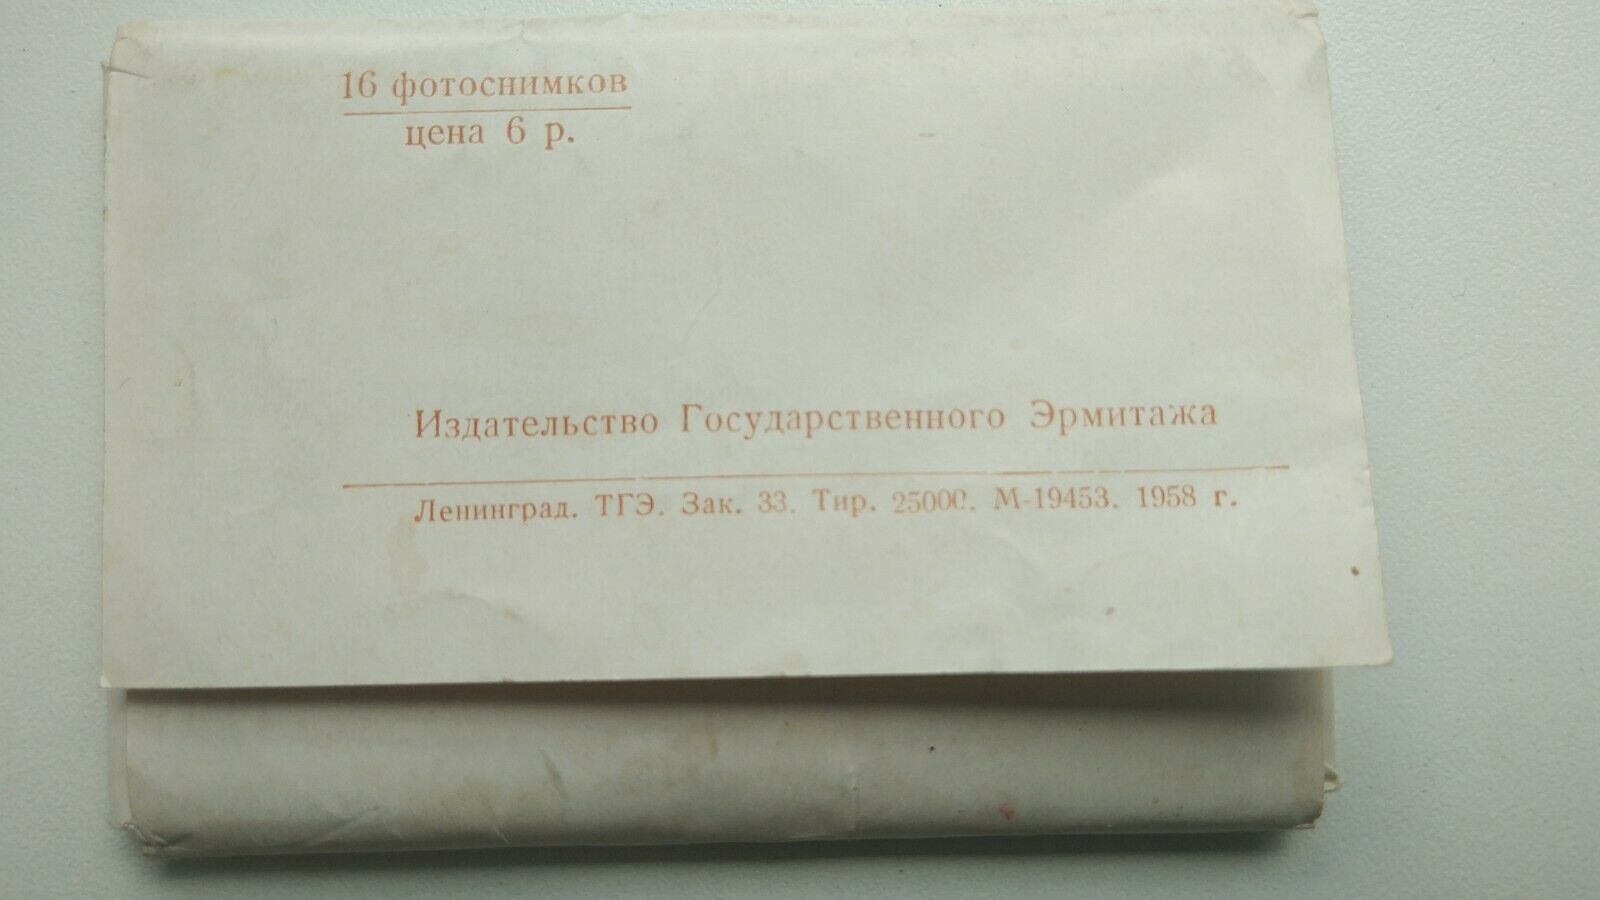 16 фотоснимков
цена 6 р.
Издательство Государственного Эрмитажа
Ленинград. ТГЭ. Зак. 33. Тир. 25000. М-19453. 1958 г.